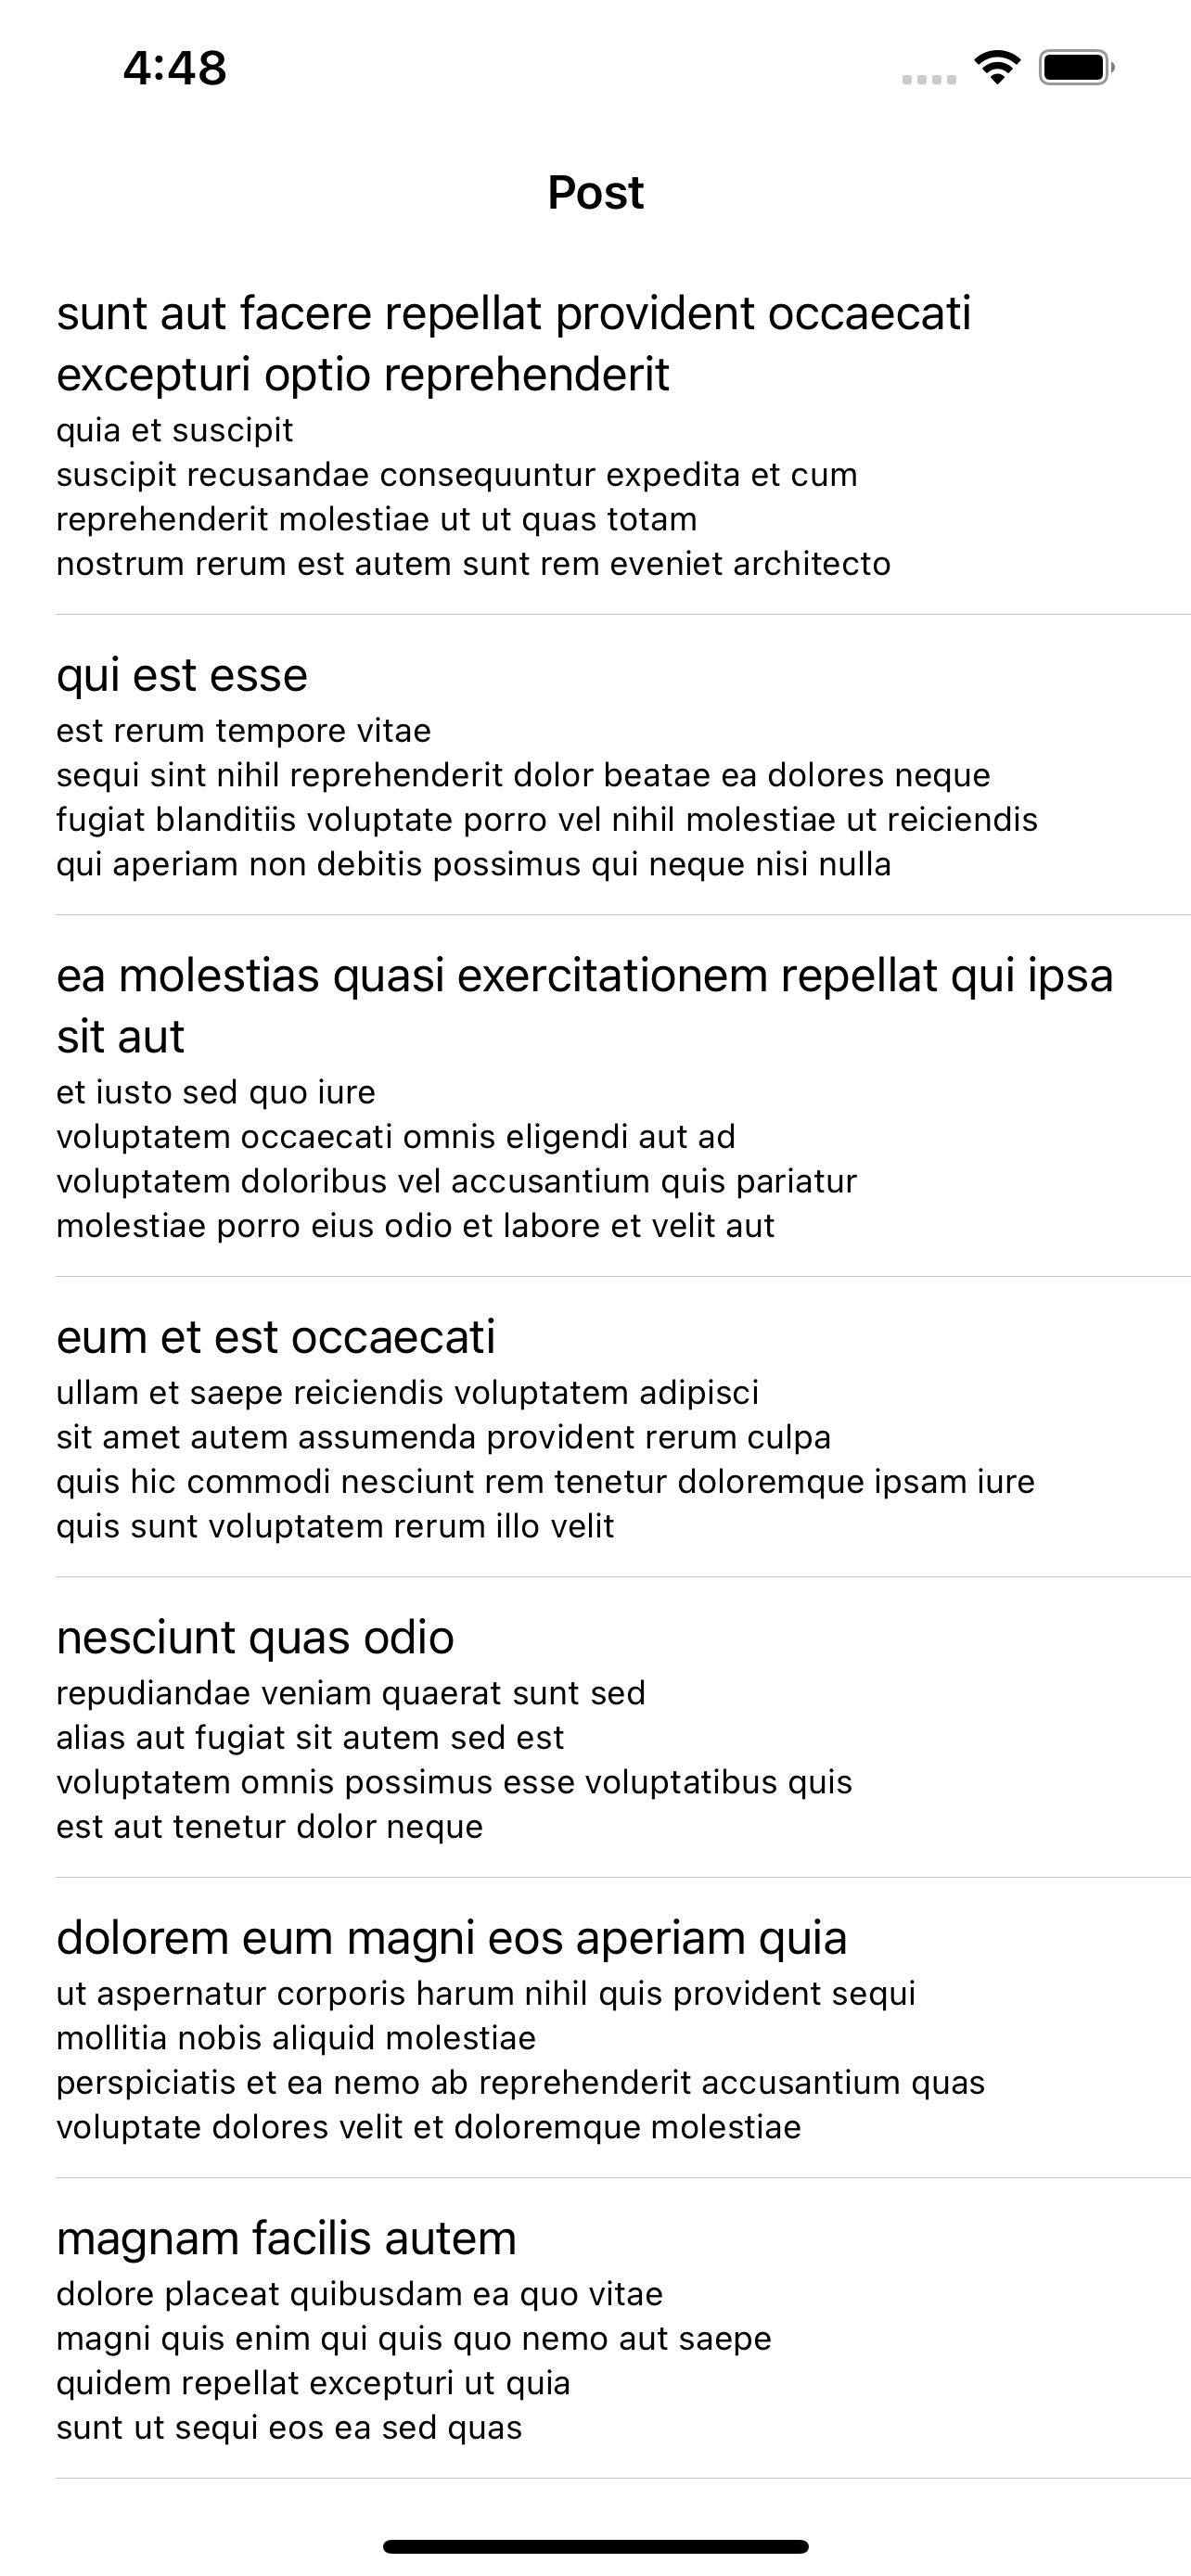 4:48
Post
sunt aut facere repellat provident occaecati
excepturi optio reprehenderit
quia et suscipit
suscipit recusandae consequuntur expedita et cum
reprehenderit molestiae ut ut quas totam
nostrum rerum est autem sunt rem eveniet architecto
qui est esse
est rerum tempore vitae
sequi sint nihil reprehenderit dolor beatae ea dolores neque
fugiat blanditiis voluptate porro vel nihil molestiae ut reiciendis
qui aperiam non debitis possimus qui neque nisi nulla
ea molestias quasi exercitationem repellat qui ipsa
sit aut
et iusto sed quo iure
voluptatem occaecati omnis eligendi aut ad
voluptatem doloribus vel accusantium quis pariatur
molestiae porro eius odio et labore et velit aut
eum et est occaecati
ullam et saepe reiciendis voluptatem adipisci
sit amet autem assumenda provident rerum culpa
quis hic commodi nesciunt rem tenetur doloremque ipsam iure
quis sunt voluptatem rerum illo velit
nesciunt quas odio
repudiandae veniam quaerat sunt sed
alias aut fugiat sit autem sed est
voluptatem omnis possimus esse voluptatibus quis
est aut tenetur dolor neque
dolorem eum magni eos aperiam quia
ut aspernatur corporis harum nihil quis provident sequi
mollitia nobis aliquid molestiae
perspiciatis et ea nemo ab reprehenderit accusantium quas
voluptate dolores velit et doloremque molestiae
magnam facilis autem
dolore placeat quibusdam ea quo vitae
magni quis enim qui quis quo nemo aut saepe
quidem repellat excepturi ut quia
sunt ut sequi eos ea sed quas